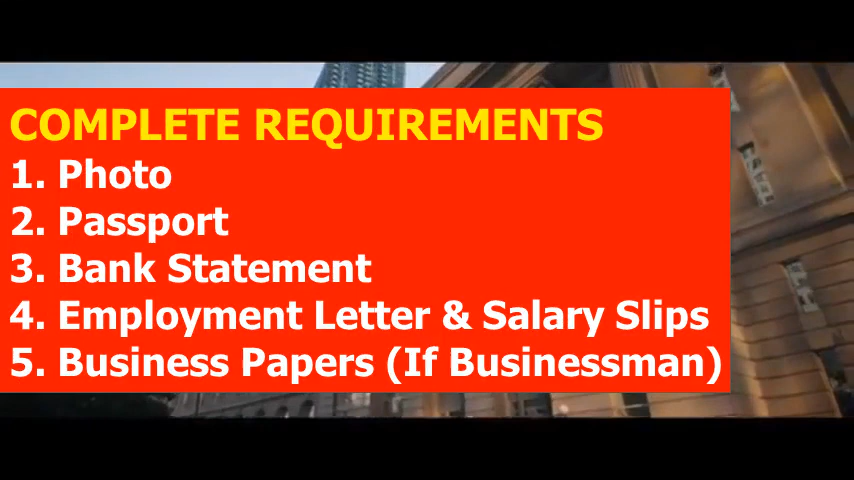 COMPLETE REQUIREMENTS
1. Photo
2. Passport
3. Bank Statement
4. Employment Letter & Salary Slips
5. Business Papers (If Businessman)